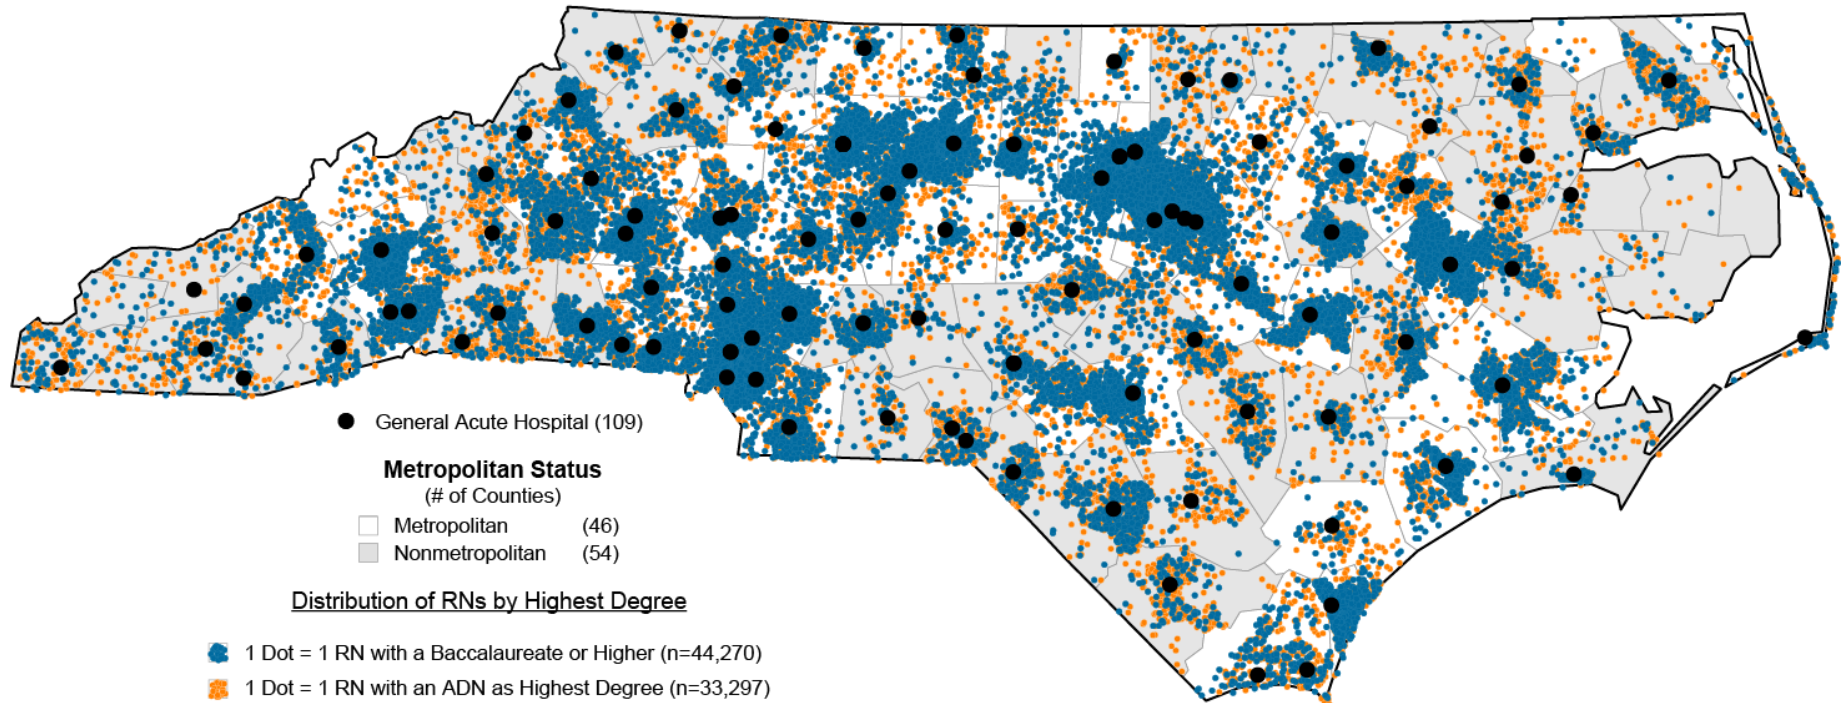 General Acute Hospital (109)
Metropolitan Status
(# of Counties)
Metropolitan (46)
Nonmetropolitan (54)
Distribution of RNs by Highest Degree
1 Dot = 1 RN with a Baccalaureate or Higher (n=44,270)
1 Dot = 1 RN with an ADN as Highest Degree (n=33,297)